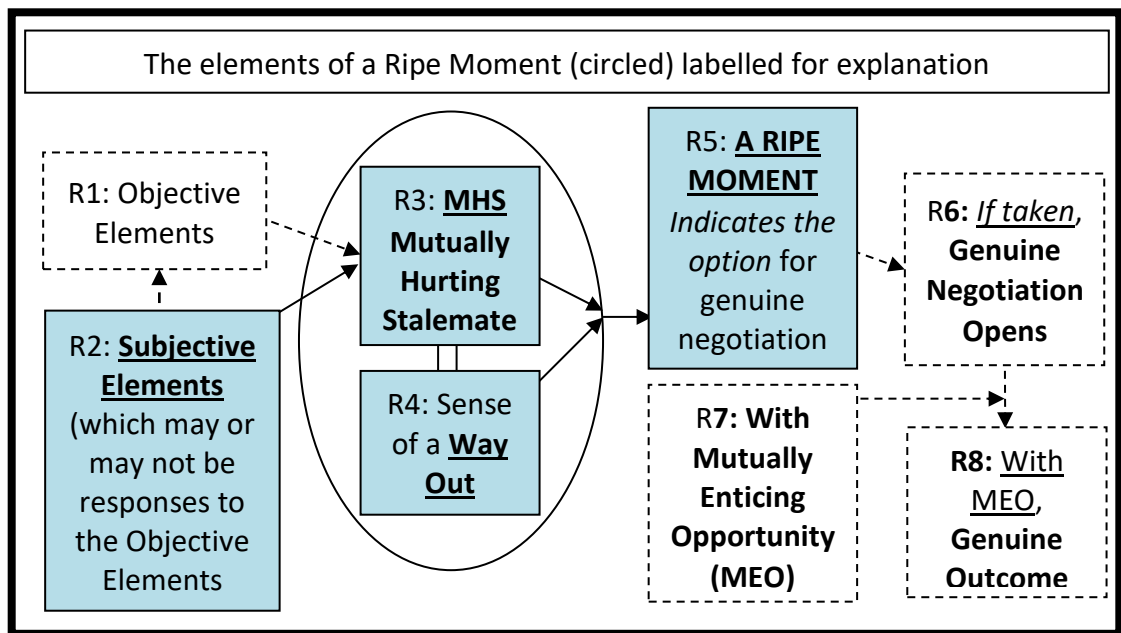 The elements of a Ripe Moment (circled) labelled for explanation
R1: Objective
Elements
R2: Subjective
Elements
(which may or
may not be
responses to
the Objective
Elements
R3: MHS
Mutually
Hurting
Stalemate
R4: Sense
of a Way
Out
R5: A RIPE
MOMENT
Indicates the
option for
genuine
negotiation
R6: If taken,
Genuine
Negotiation
Opens
R7: With
Mutually
Enticing
Opportunity
(MEO)
R8: With
MEO,
Genuine
Outcome